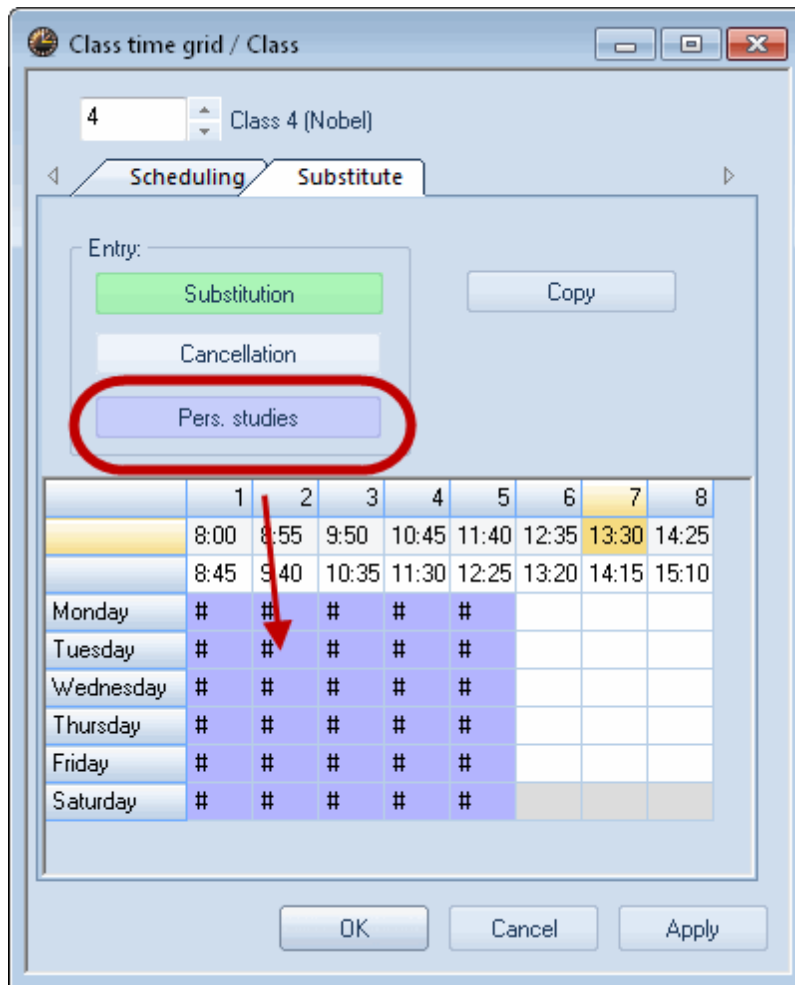 Class time grid / Class
4 Class 4 (Nobel)
Scheduling Substitute
Entry:
Substitution Copy
Cancellation
Pers. studies
1 2 3 4 5 6 7 8
8:00 8:55 9:50 10:45 11:40 12:35 13:30 14:25
8:45 9:40 10:35 11:30 12:25 13:20 14:15 15:10
Monday # # # # #
Tuesday # # # # #
Wednesday # # # # #
Thursday # # # # #
Friday # # # # #
Saturday # # # # #
OK Cancel Apply